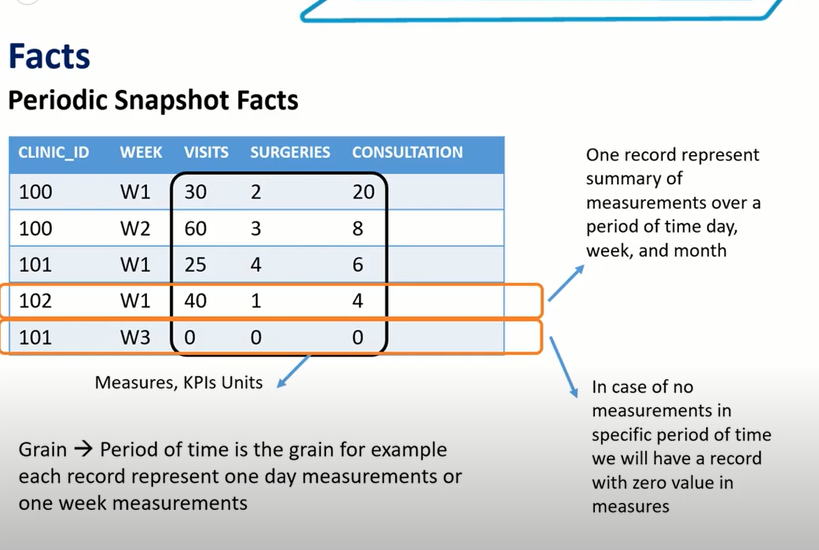 Facts
Periodic Snapshot Facts
CLINIC_ID WEEK VISITS SURGERIES CONSULTATION
100 W1 30 2 20
100 W2 60 3 8
101 W1 25 4 6
102 W1 40 1 4
101 W3 0 0 0
One record represent
summary of
measurements over a
period of time day,
week, and month
Measures, KPIs Units
In case of no
measurements in
specific period of time
we will have a record
with zero value in
measures
Grain → Period of time is the grain for example
each record represent one day measurements or
one week measurements